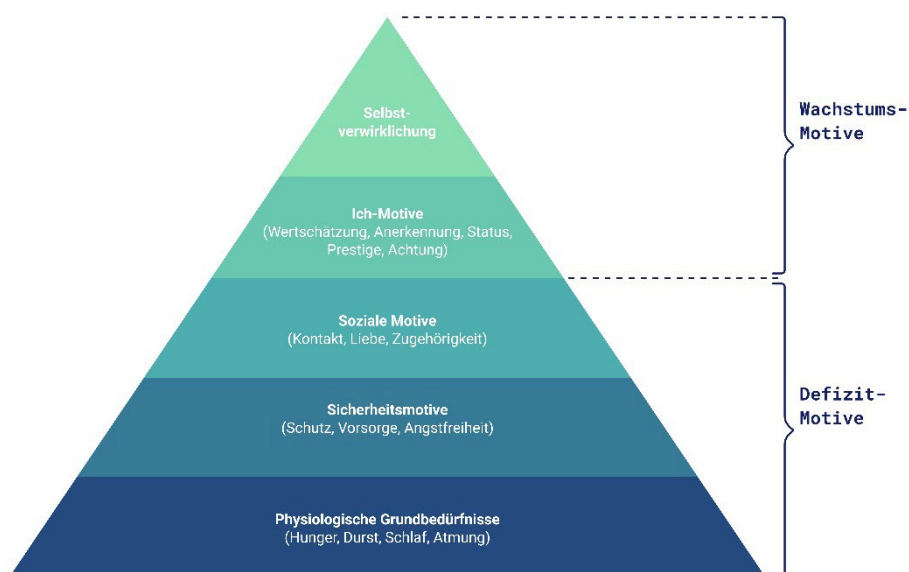 Selbst-
verwirklichung
Wachstums-
Motive
Ich-Motive
(Wertschätzung, Anerkennung, Status,
Prestige, Achtung)
Soziale Motive
(Kontakt, Liebe, Zugehörigkeit)
Sicherheitsmotive
(Schutz, Vorsorge, Angstfreiheit)
Defizit-
Motive
Physiologische Grundbedürfnisse
(Hunger, Durst, Schlaf, Atmung)